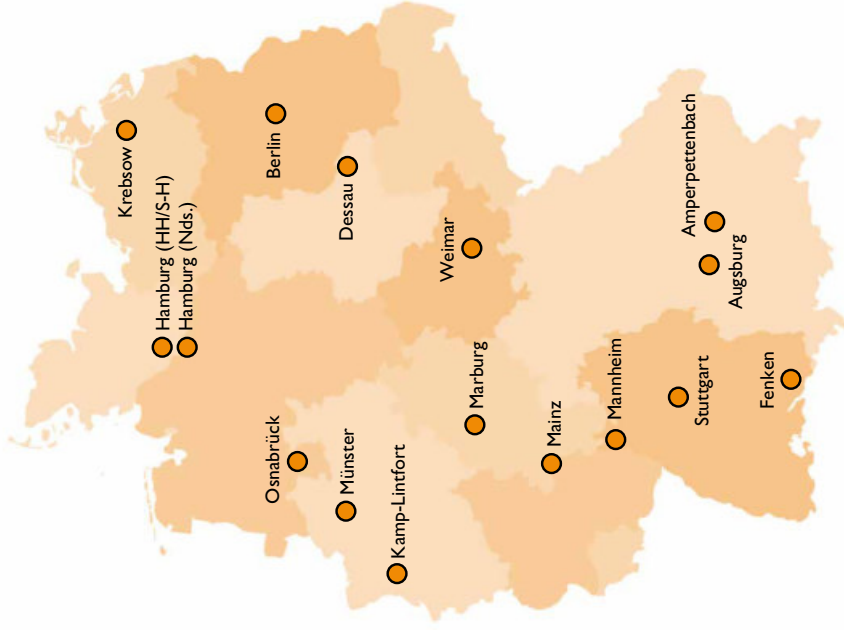 Krebsow
Hamburg (HH/S-H)
Hamburg (Nds.)
Berlin
Dessau
Osnabrück
Münster
Kamp-Lintfort
Weimar
Marburg
Mainz
Mannheim
Stuttgart
Amperpettenbach
Augsburg
Fenken